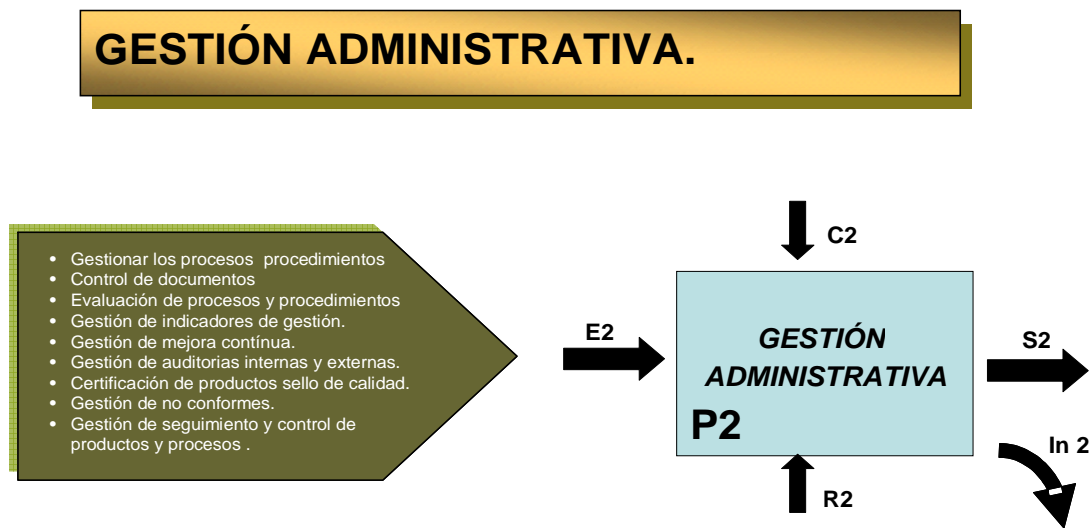 GESTIÓN ADMINISTRATIVA.
• Gestionar los procesos procedimientos
• Control de documentos
• Evaluación de procesos y procedimientos
• Gestión de indicadores de gestión.
• Gestión de mejora contínua.
• Gestión de auditorias internas y externas.
• Certificación de productos sello de calidad.
• Gestión de no conformes.
• Gestión de seguimiento y control de
productos y procesos .
C2
E2
GESTIÓN
ADMINISTRATIVA
P2
S2
In 2
R2